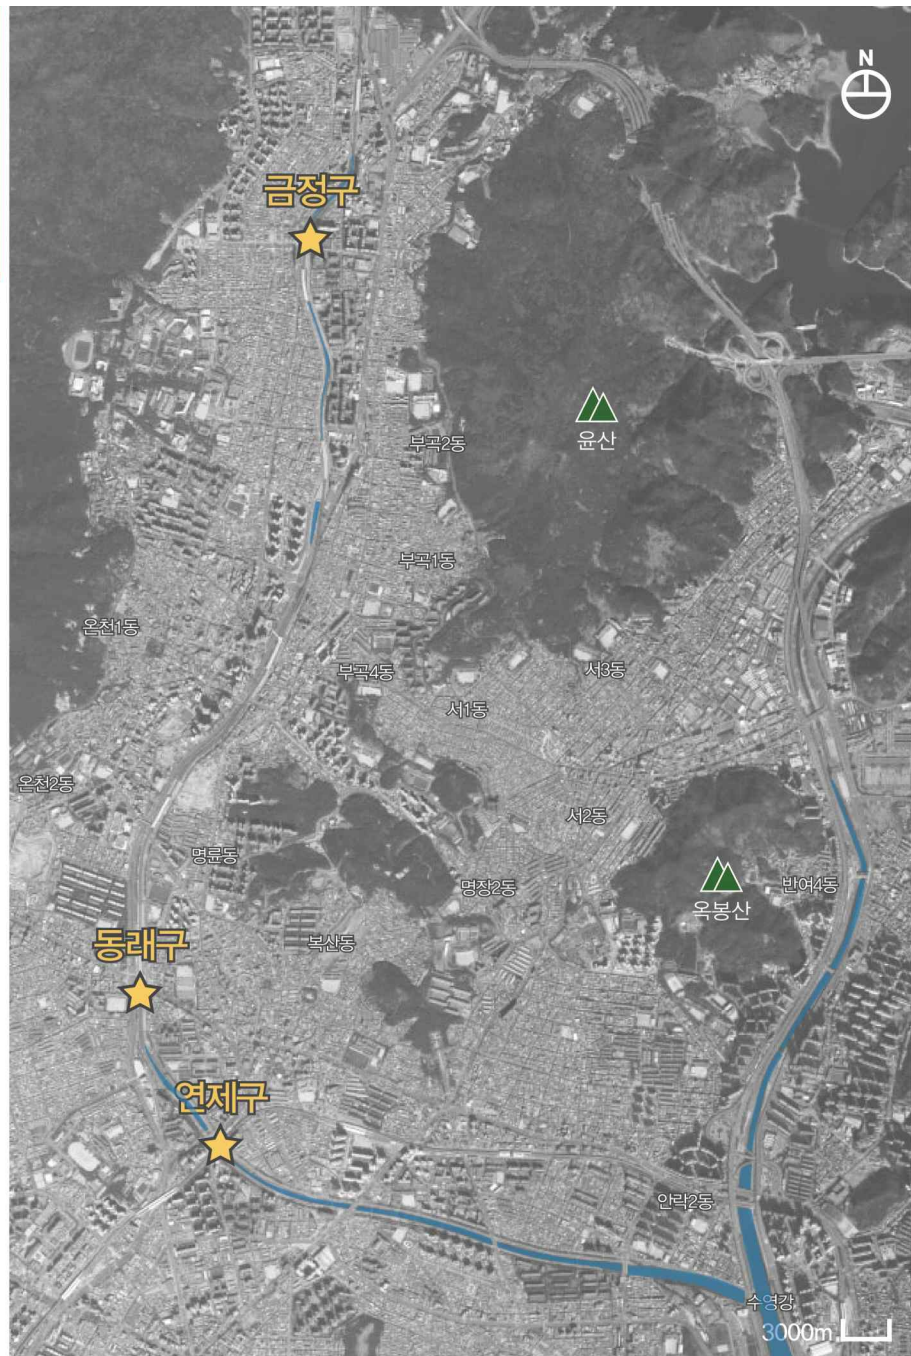 N
금정구
윤산
부곡2동
부곡1동
온천1동
부곡4동
서3동
서1동
온천2동
서2동
명륜동
명장2동
반여4동
옥봉산
동래구
복산동
연제구
안락2동
수영강
3000m